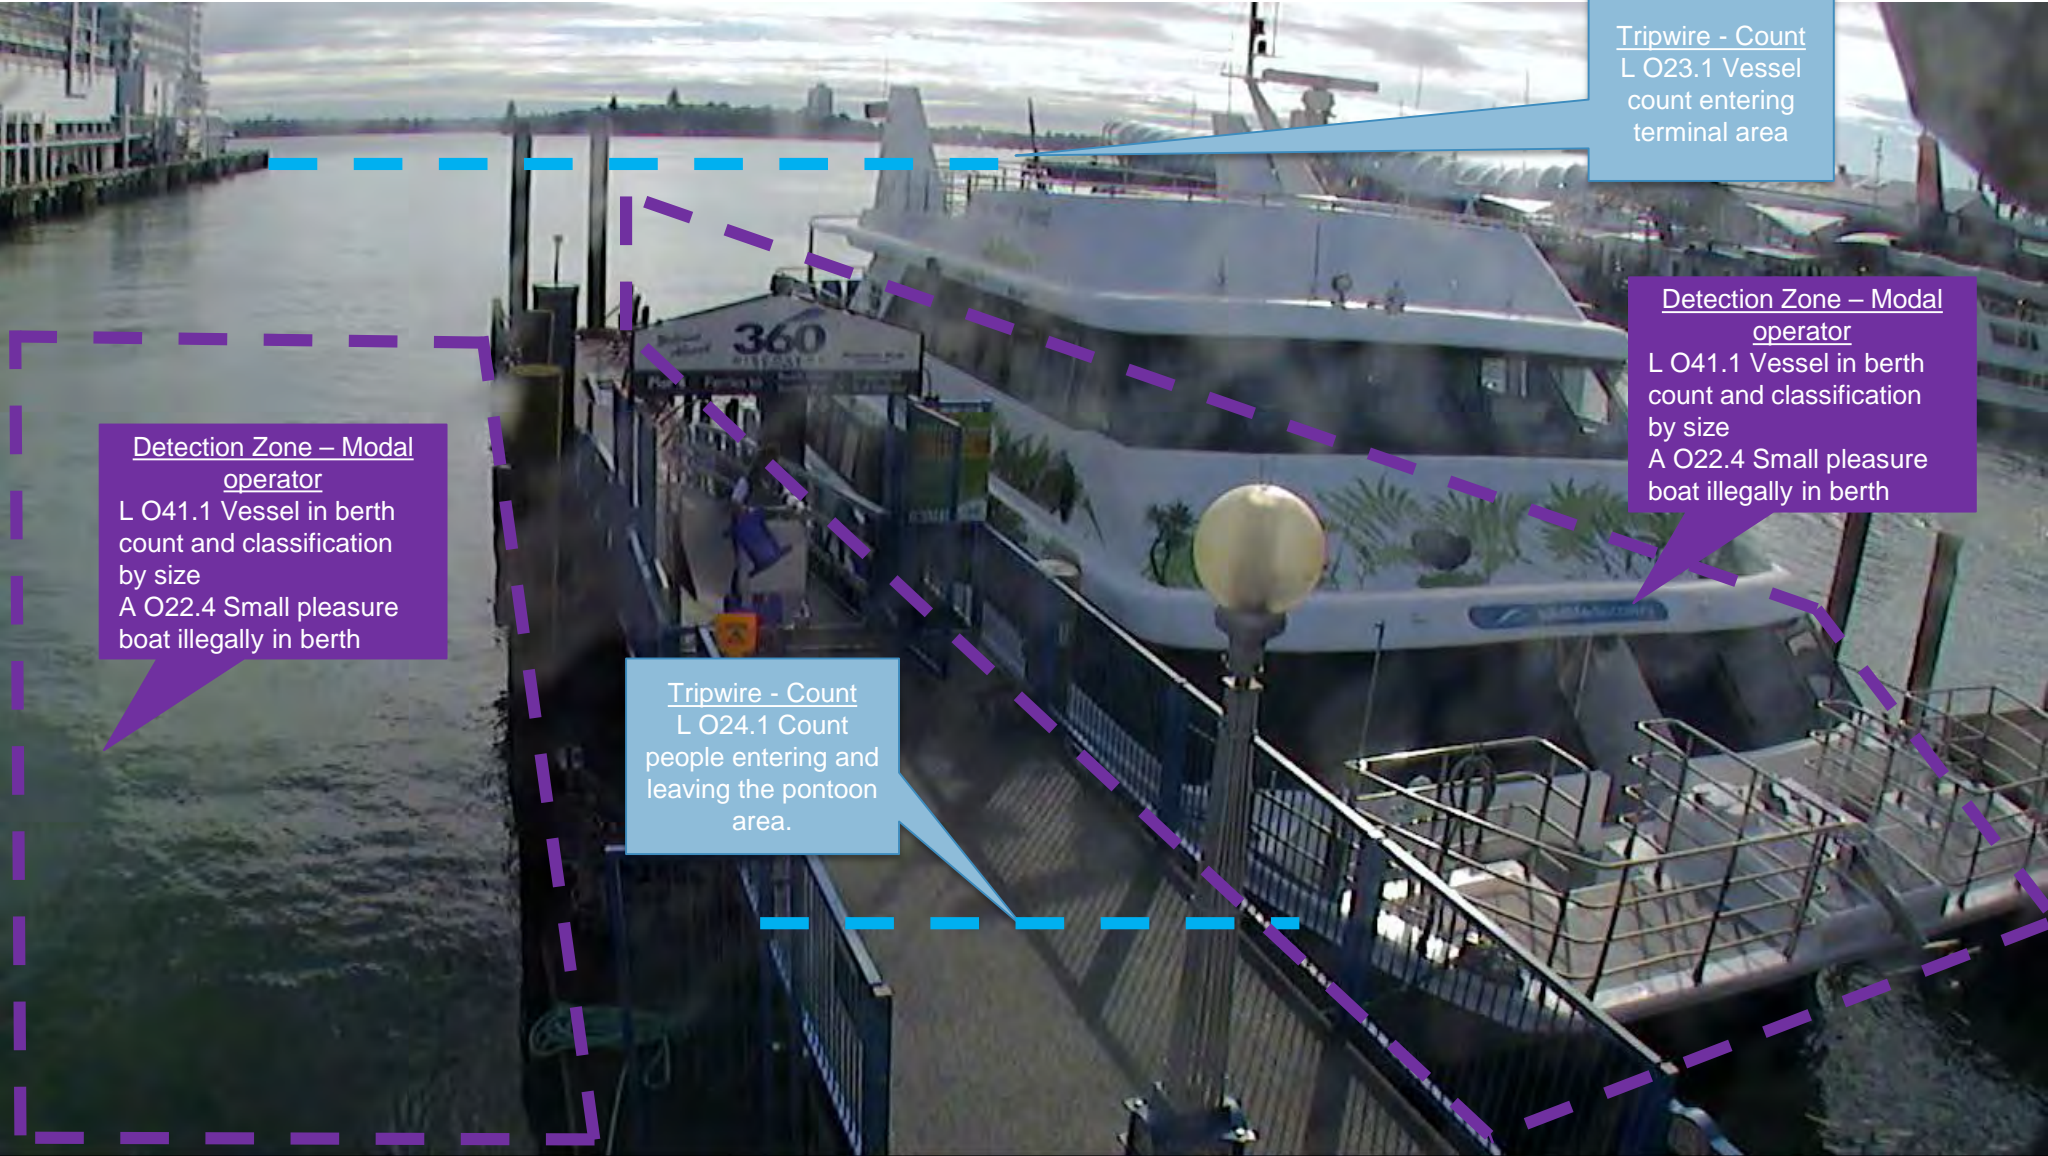 Tripwire - Count
L O23.1 Vessel
count entering
terminal area
Detection Zone – Modal
operator
L O41.1 Vessel in berth
count and classification
by size
A O22.4 Small pleasure
boat illegally in berth
360
DISCOVERY
Ferries to
Detection Zone – Modal
operator
L O41.1 Vessel in berth
count and classification
by size
A O22.4 Small pleasure
boat illegally in berth
Tripwire - Count
L O24.1 Count
people entering and
leaving the pontoon
area.